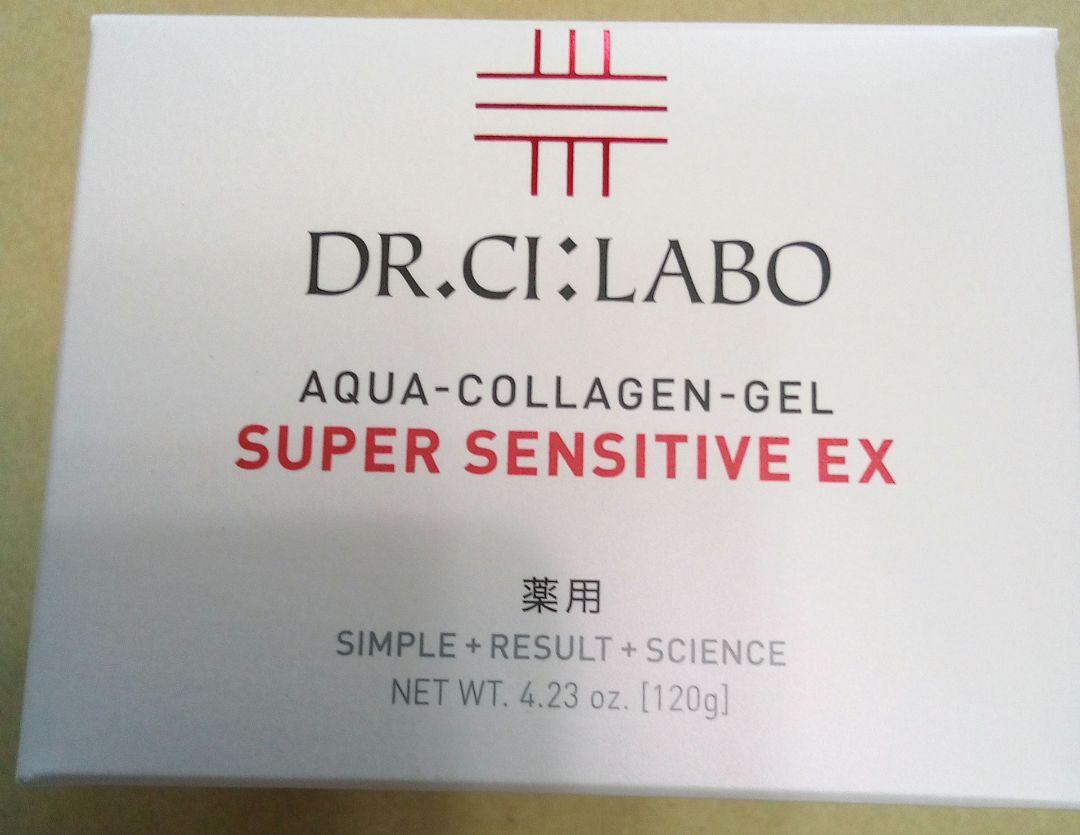 DR.CI:LABO
AQUA-COLLAGEN-GEL
SUPER SENSITIVE EX
薬用
SIMPLE+RESULT+SCIENCE
NET WT. 4.23 oz. [120g]